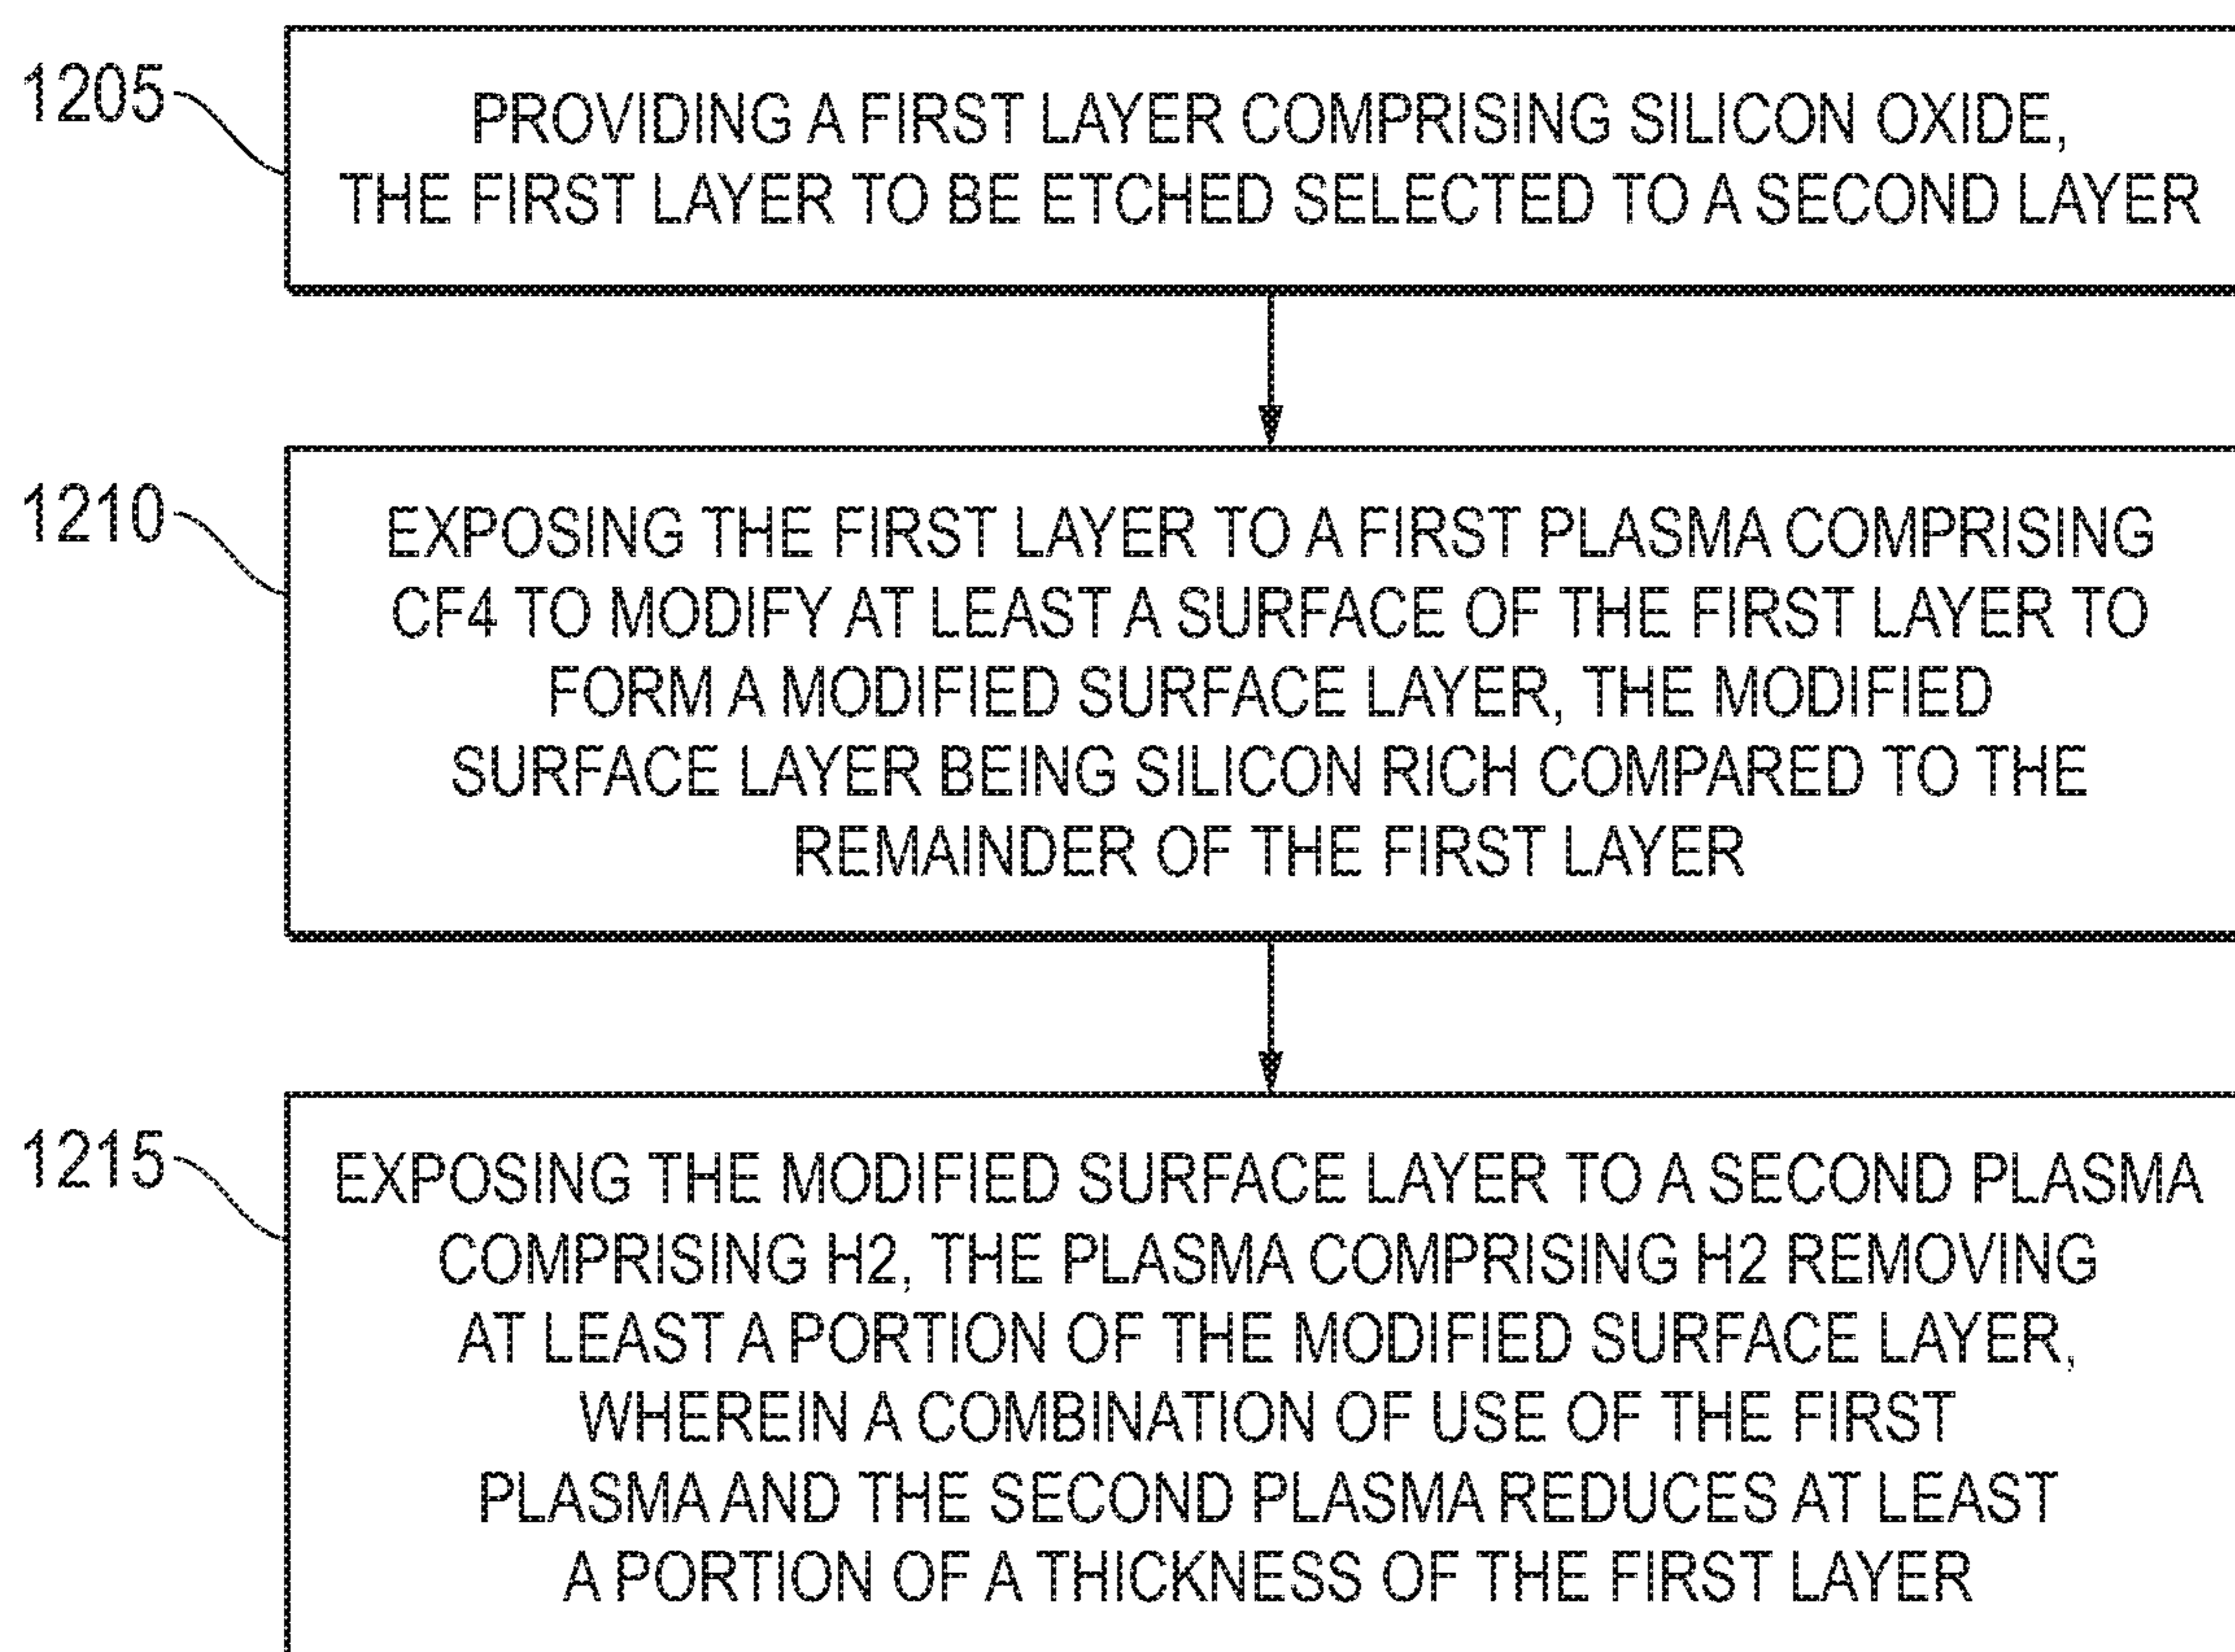 1205
PROVIDING A FIRST LAYER COMPRISING SILICON OXIDE,
THE FIRST LAYER TO BE ETCHED SELECTED TO A SECOND LAYER
1210
EXPOSING THE FIRST LAYER TO A FIRST PLASMA COMPRISING
CF4 TO MODIFY AT LEAST A SURFACE OF THE FIRST LAYER TO
FORM A MODIFIED SURFACE LAYER, THE MODIFIED
SURFACE LAYER BEING SILICON RICH COMPARED TO THE
REMAINDER OF THE FIRST LAYER
1215
EXPOSING THE MODIFIED SURFACE LAYER TO A SECOND PLASMA
COMPRISING H2, THE PLASMA COMPRISING H2 REMOVING
AT LEAST A PORTION OF THE MODIFIED SURFACE LAYER,
WHEREIN A COMBINATION OF USE OF THE FIRST
PLASMA AND THE SECOND PLASMA REDUCES AT LEAST
A PORTION OF A THICKNESS OF THE FIRST LAYER